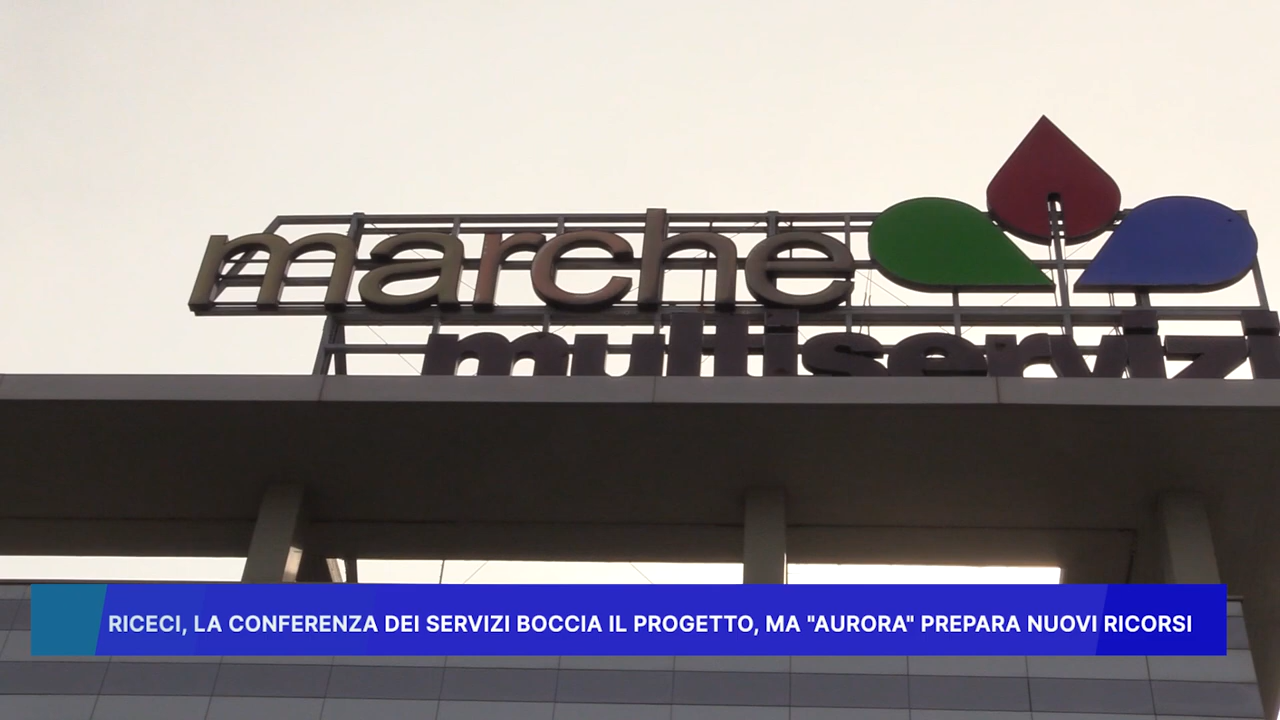 marche
multiservizi
RICECI, LA CONFERENZA DEI SERVIZI BOCCIA IL PROGETTO, MA "AURORA" PREPARA NUOVI RICORSI